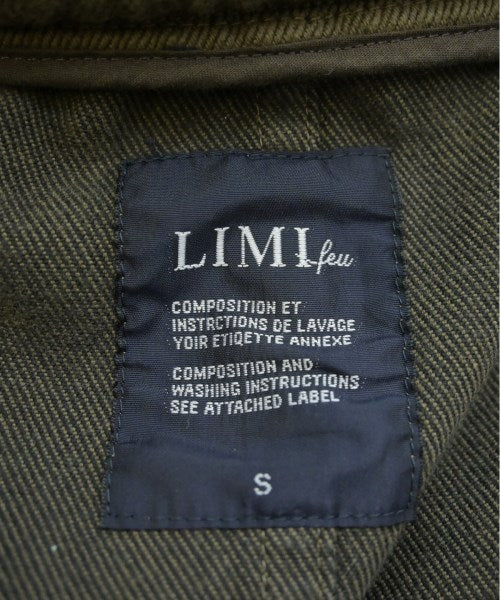 LIMI feu
COMPOSITION ET
INSTRCTIONS DE LAVAGE
YOIR ETIQETTE ANNEXE
COMPOSITION AND
WASHING INSTRUCTIONS
SEE ATTACHED LABEL
S